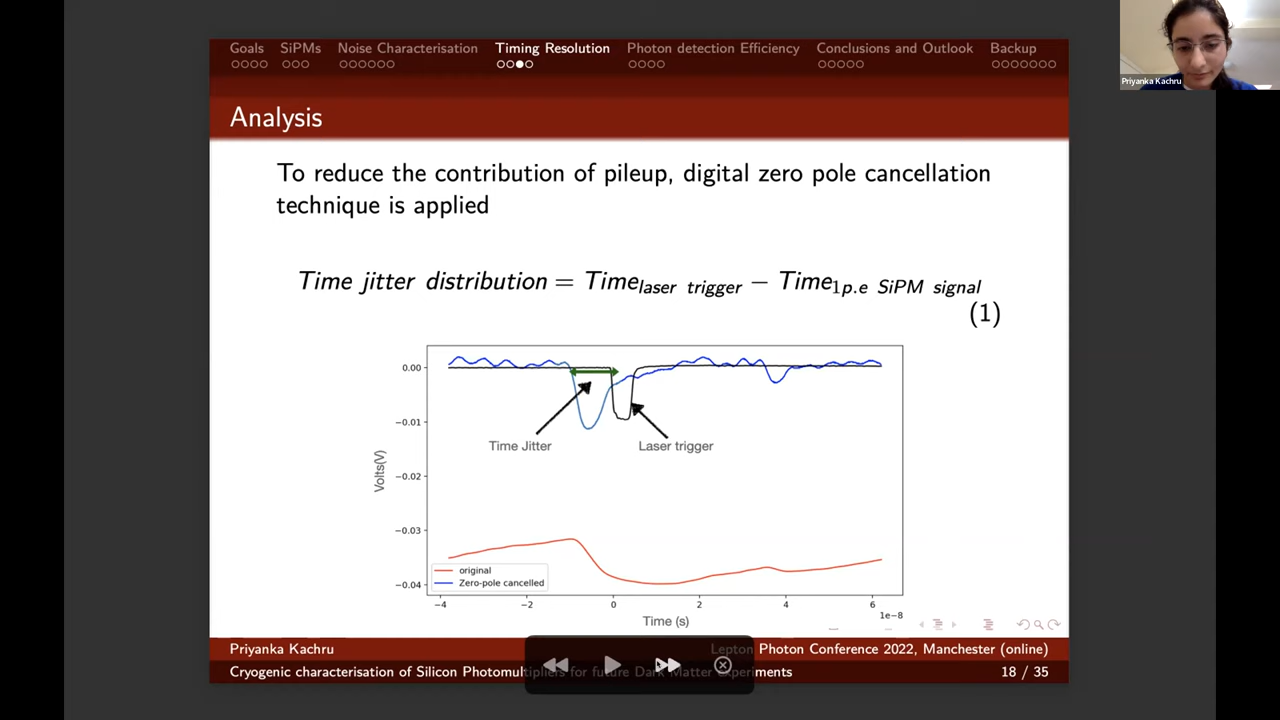 Goals SiPMs Noise Characterisation Timing Resolution Photon detection Efficiency Conclusions and Outlook Backup
Priyanka Kachru
Analysis
To reduce the contribution of pileup, digital zero pole cancellation
technique is applied
Time jitter distribution = Time_laser trigger − Time_1p.e SiPM signal
(1)
0.00
−0.01
−0.02
−0.03
−0.04
Volts(V)
Time Jitter
Laser trigger
original
Zero-pole cancelled
−4 −2 0 2 4 6
1e-8
Time (s)
Priyanka Kachru Lepton Photon Conference 2022, Manchester (online)
Cryogenic characterisation of Silicon Photomultipliers for future Dark Matter Experiments 18 / 35